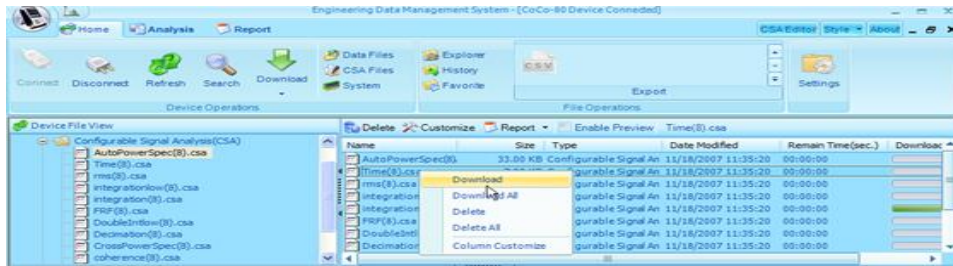 Engineering Data Management System - [CoCo-80 Device Conneded]
Home Analysis Report CSA Editor Style About
Connect Disconnect Refresh Search Download
Data Files
CSA Files
System
Explorer
History
Favorite
CSV
Export
Settings
Device Operations File Operations
Device File View
Configurable Signal Analysis(CSA)
AutoPowerSpec(8).csa
Time(8).csa
rms(8).csa
integrationlow(8).csa
integration(8).csa
FRF(8).csa
DoubleIntlow(8).csa
Decimation(8).csa
CrossPowerSpec(8).csa
coherence(8).csa
Delete Customize Report Enable Preview Time(8).csa
Name Size Type Date Modified Remain Time(sec.) Downloac
AutoPowerSpec(8). 33.00 KB Configurable Signal An 11/18/2007 11:35:20 00:00:00
Time(8).cs gurable Signal An 11/18/2007 11:35:20 00:00:00
rms(8).csa gurable Signal An 11/18/2007 11:35:20 00:00:00
integration gurable Signal An 11/18/2007 11:35:20 00:00:00
integration gurable Signal An 11/18/2007 11:35:20 00:00:00
FRF(8).csa gurable Signal An 11/18/2007 11:35:20 00:00:00
DoubleIntl gurable Signal An 11/18/2007 11:35:20 00:00:00
Decimation gurable Signal An 11/18/2007 11:35:20 00:00:00
Download
Download All
Delete
Delete All
Column Customize